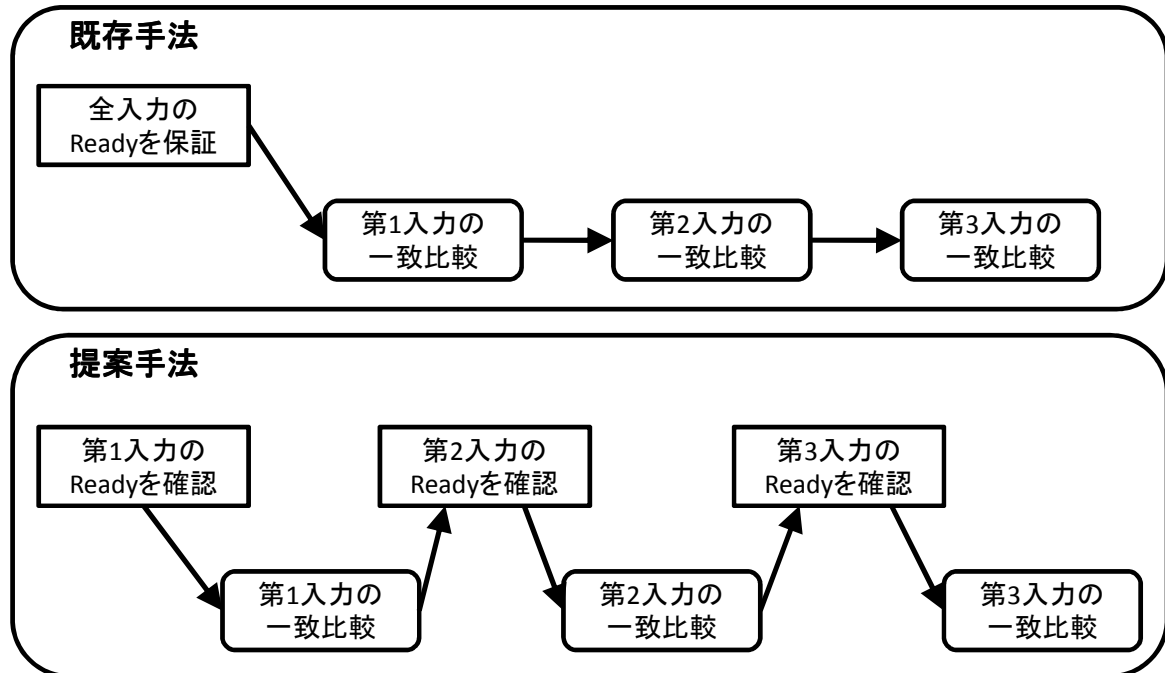 既存手法
全入力の
Readyを保証
第1入力の
一致比較
第2入力の
一致比較
第3入力の
一致比較
提案手法
第1入力の
Readyを確認
第1入力の
一致比較
第2入力の
Readyを確認
第2入力の
一致比較
第3入力の
Readyを確認
第3入力の
一致比較